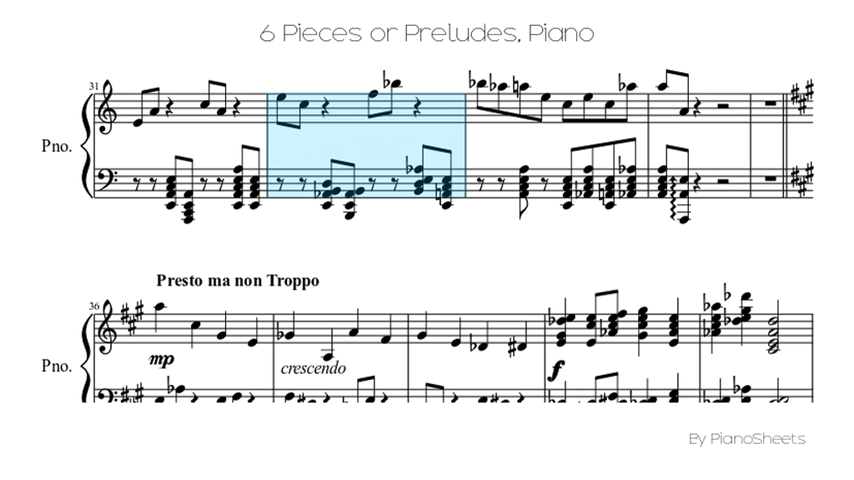 6 Pieces or Preludes, Piano
31
Pno.
Presto ma non Troppo
36
Pno.
mp
crescendo
f
By PianoSheets